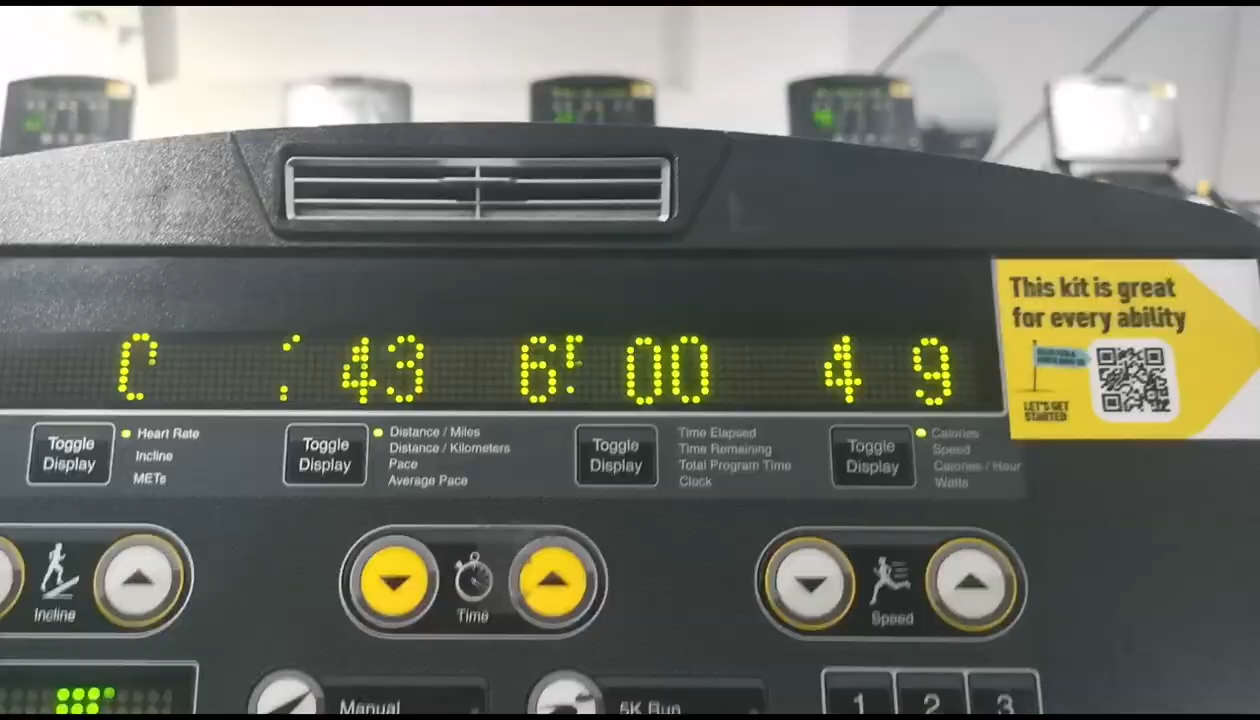 This kit is great
for every ability
LET'S GET
STARTED
43 00 4 9
Toggle
Display
Heart Rate
Incline
METs
Toggle
Display
Distance / Miles
Distance / Kilometers
Pace
Average Pace
Toggle
Display
Time Elapsed
Time Remaining
Total Program Time
Clock
Toggle
Display
Calories
Speed
Calories / Hour
Watts
Incline
Time
Speed
Manual
5K Run
1 2 3